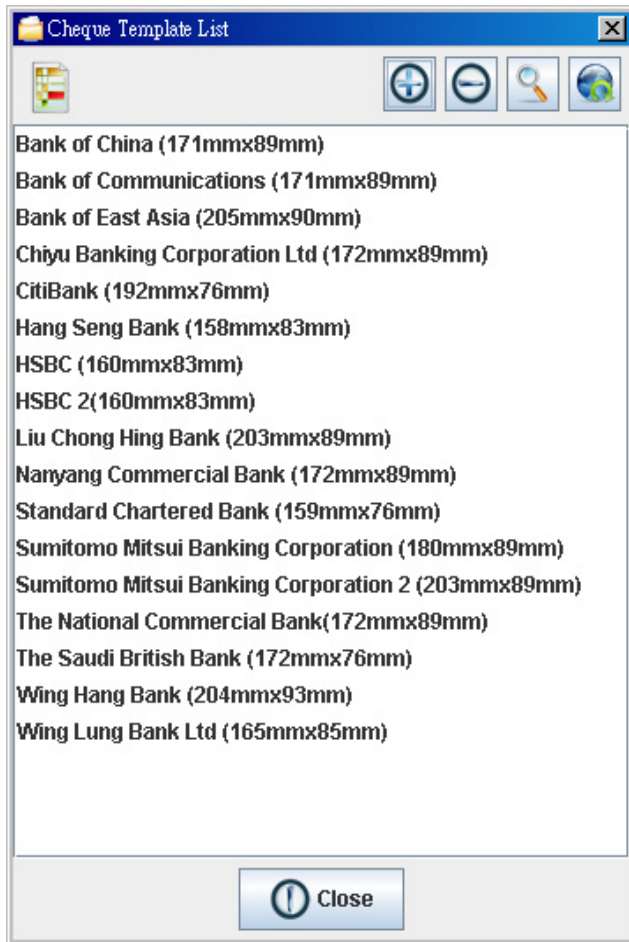 Cheque Template List
Bank of China (171mmx89mm)
Bank of Communications (171mmx89mm)
Bank of East Asia (205mmx90mm)
Chiyu Banking Corporation Ltd (172mmx89mm)
CitiBank (192mmx76mm)
Hang Seng Bank (158mmx83mm)
HSBC (160mmx83mm)
HSBC 2(160mmx83mm)
Liu Chong Hing Bank (203mmx89mm)
Nanyang Commercial Bank (172mmx89mm)
Standard Chartered Bank (159mmx76mm)
Sumitomo Mitsui Banking Corporation (180mmx89mm)
Sumitomo Mitsui Banking Corporation 2 (203mmx89mm)
The National Commercial Bank(172mmx89mm)
The Saudi British Bank (172mmx76mm)
Wing Hang Bank (204mmx93mm)
Wing Lung Bank Ltd (165mmx85mm)
Close